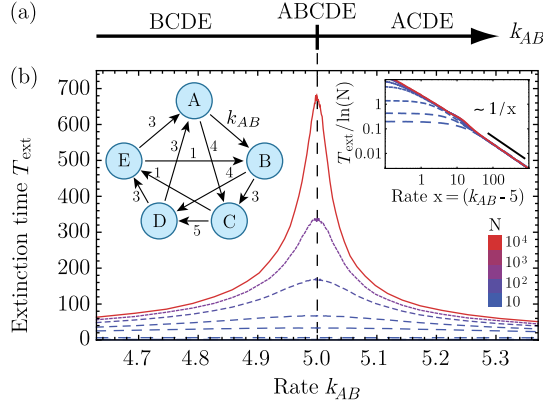 (a) BCDE ABCDE ACDE k_AB
(b)
Extinction time T_ext
700
600
500
400
300
200
100
0
4.7 4.8 4.9 5.0 5.1 5.2 5.3
Rate k_AB
A
k_AB
3 4
E 1 B
3 1 4 3
D 5 C
T_ext/ln(N)
1
0.1
0.01
~1/x
1 10 100
Rate x=(k_AB-5)
N
10^4
10^3
10^2
10